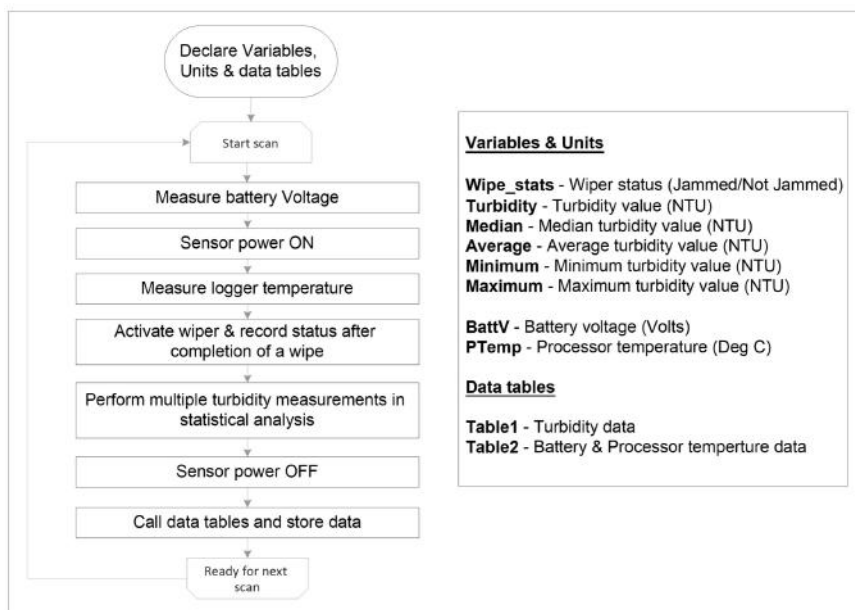 Declare Variables,
Units & data tables
Start scan
Measure battery Voltage
Sensor power ON
Measure logger temperature
Activate wiper & record status after
completion of a wipe
Perform multiple turbidity measurements in
statistical analysis
Sensor power OFF
Call data tables and store data
Ready for next
scan
Variables & Units
Wipe_stats - Wiper status (Jammed/Not Jammed)
Turbidity - Turbidity value (NTU)
Median - Median turbidity value (NTU)
Average - Average turbidity value (NTU)
Minimum - Minimum turbidity value (NTU)
Maximum - Maximum turbidity value (NTU)
BattV - Battery voltage (Volts)
PTemp - Processor temperature (Deg C)
Data tables
Table1 - Turbidity data
Table2 - Battery & Processor temperture data